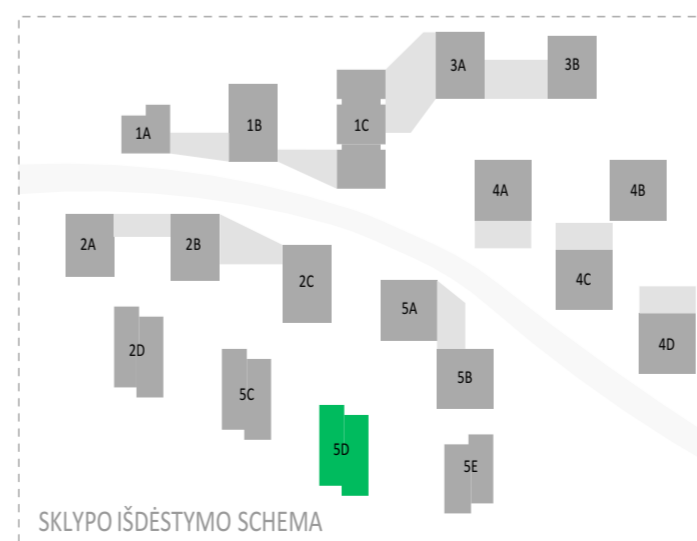 3A
3B
1A
1B
1C
4A
4B
2A
2B
2C
4C
5A
2D
4D
5B
5C
5D
5E
SKLYPO IŠDĖSTYMO SCHEMA